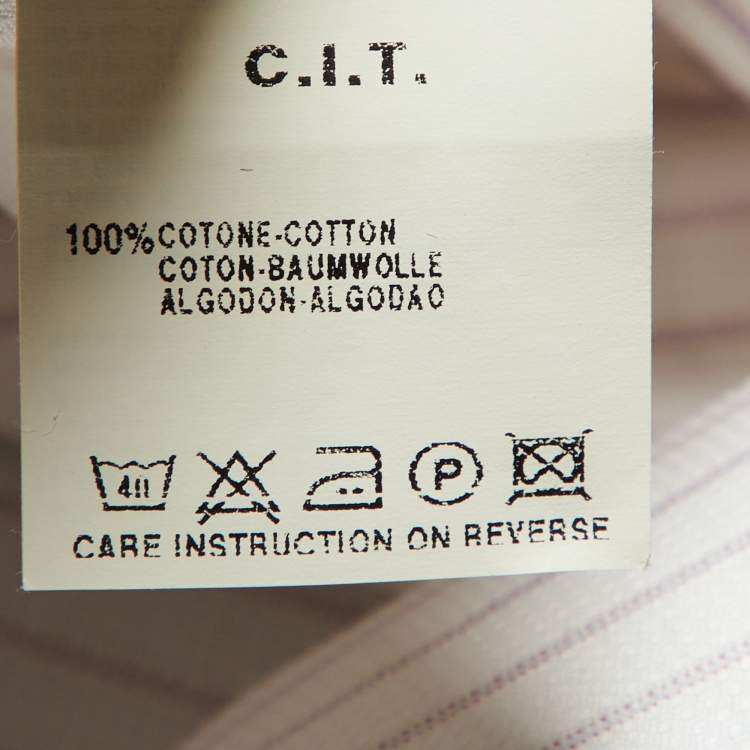 C.I.T.
100% COTONE-COTTON
COTON-BAUMWOLLE
ALGODON-ALGODAO
40 P
CARE INSTRUCTION ON REVERSE